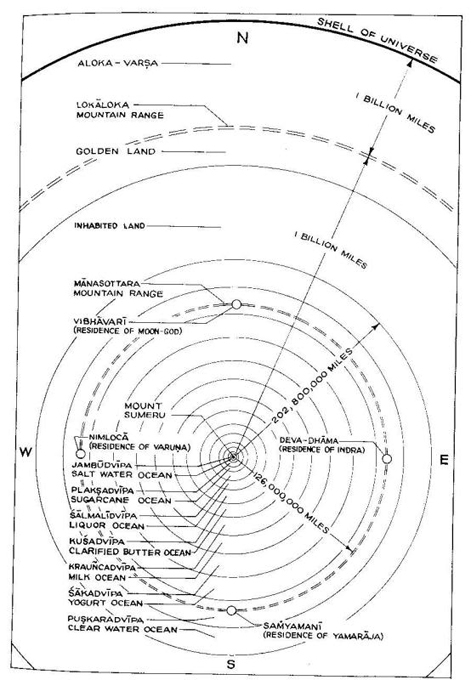 SHELL OF UNIVERSE
N
ALOKA-VARṢA
1 BILLION MILES
LOKĀLOKA
MOUNTAIN RANGE
GOLDEN LAND
INHABITED LAND
1 BILLION MILES
MĀNASOTTARA
MOUNTAIN RANGE
VIBHĀVARĪ
(RESIDENCE OF MOON-GOD)
202,800,000 MILES
MOUNT
SUMERU
W
NIMLOCĀ
(RESIDENCE OF VARUṆA)
DEVA-DHĀMA
(RESIDENCE OF INDRA)
E
JAMBŪDVĪPA
SALT WATER OCEAN
126,000,000 MILES
PLAKṢADVĪPA
SUGARCANE OCEAN
ŚĀLMALĪDVĪPA
LIQUOR OCEAN
KUŚADVĪPA
CLARIFIED BUTTER OCEAN
KRAUÑCADVĪPA
MILK OCEAN
ŚĀKADVĪPA
YOGURT OCEAN
PUṢKARADVĪPA
CLEAR WATER OCEAN
SAṀYAMANĪ
(RESIDENCE OF YAMARĀJA)
S